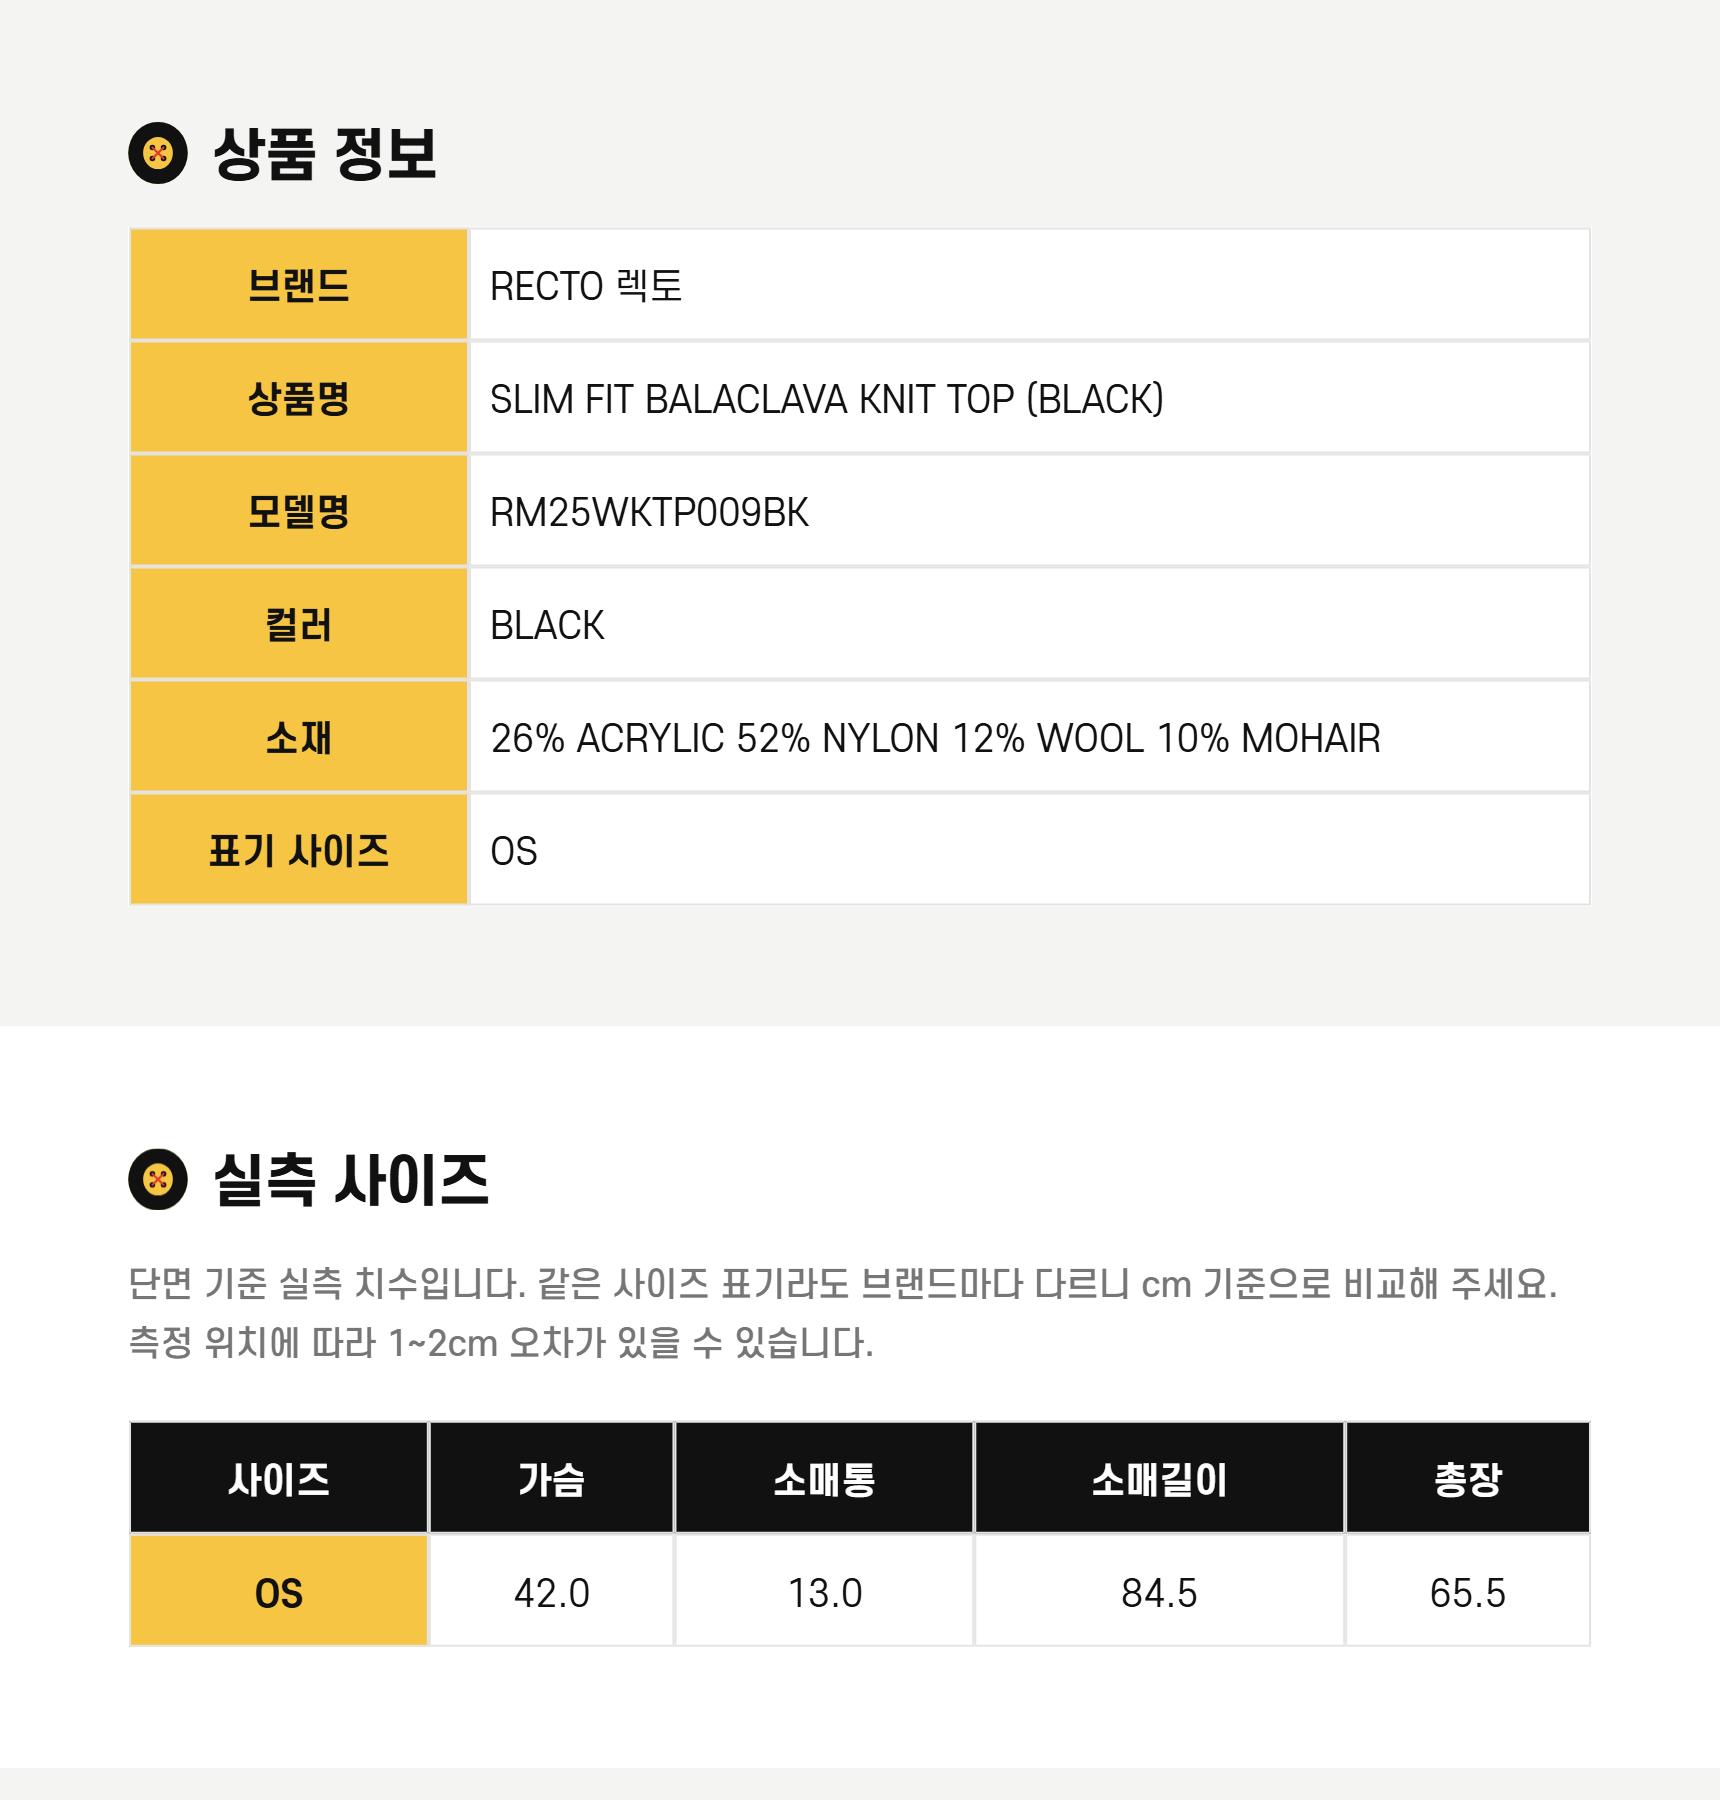 상품 정보
브랜드 RECTO 렉토
상품명 SLIM FIT BALACLAVA KNIT TOP (BLACK)
모델명 RM25WKTP009BK
컬러 BLACK
소재 26% ACRYLIC 52% NYLON 12% WOOL 10% MOHAIR
표기 사이즈 OS
실측 사이즈
단면 기준 실측 치수입니다. 같은 사이즈 표기라도 브랜드마다 다르니 cm 기준으로 비교해 주세요.
측정 위치에 따라 1~2cm 오차가 있을 수 있습니다.
사이즈 가슴 소매통 소매길이 총장
OS 42.0 13.0 84.5 65.5